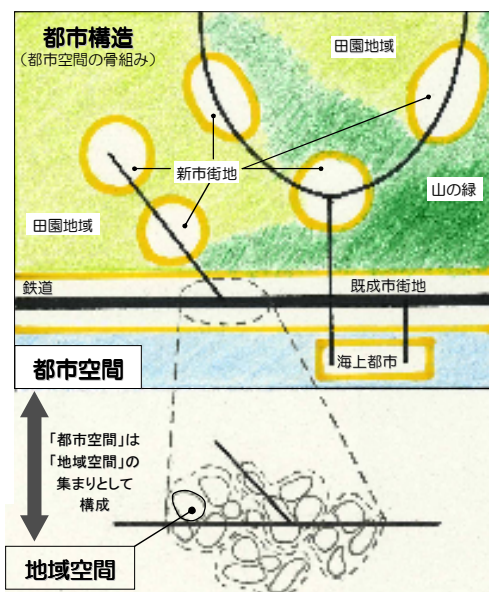 都市構造
（都市空間の骨組み）
田園地域
新市街地
山の緑
田園地域
鉄道
既成市街地
海上都市
都市空間
「都市空間」は
「地域空間」の
集まりとして
構成
地域空間